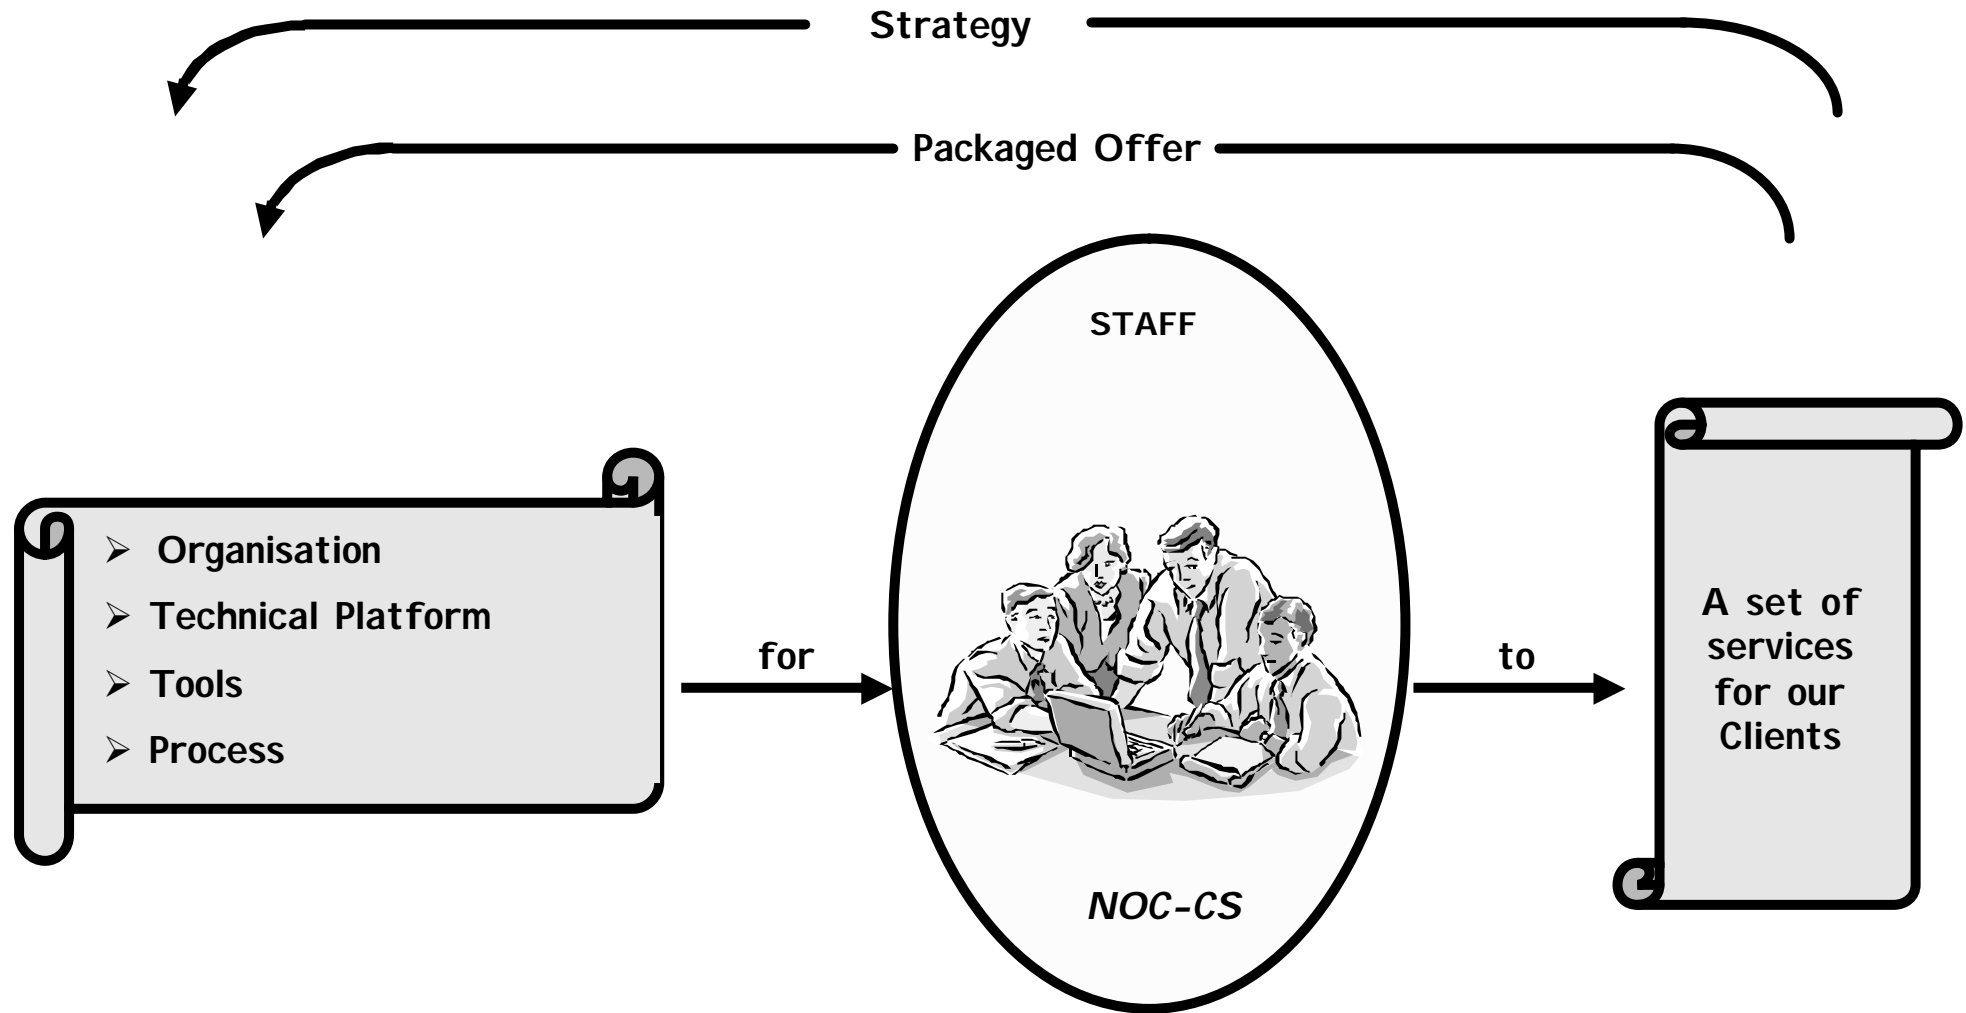 Strategy
Packaged Offer
STAFF
➢ Organisation
➢ Technical Platform
➢ Tools
➢ Process
for
NOC-CS
to
A set of
services
for our
Clients